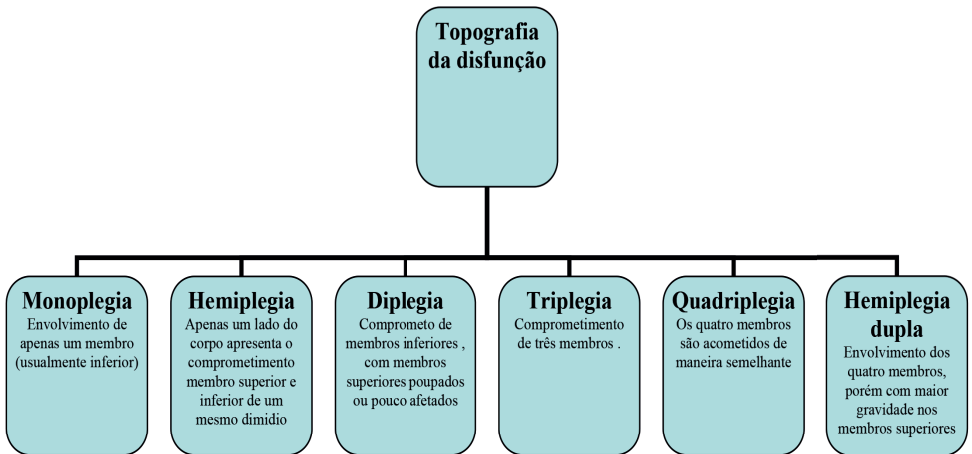 Topografia
da disfunção
Monoplegia
Envolvimento de
apenas um membro
(usualmente inferior)
Hemiplegia
Apenas um lado do
corpo apresenta o
comprometimento
membro superior e
inferior de um
mesmo dimidio
Diplegia
Comprometo de
membros inferiores ,
com membros
superiores poupados
ou pouco afetados
Triplegia
Comprometimento
de três membros .
Quadriplegia
Os quatro membros
são acometidos de
maneira semelhante
Hemiplegia
dupla
Envolvimento dos
quatro membros,
porém com maior
gravidade nos
membros superiores